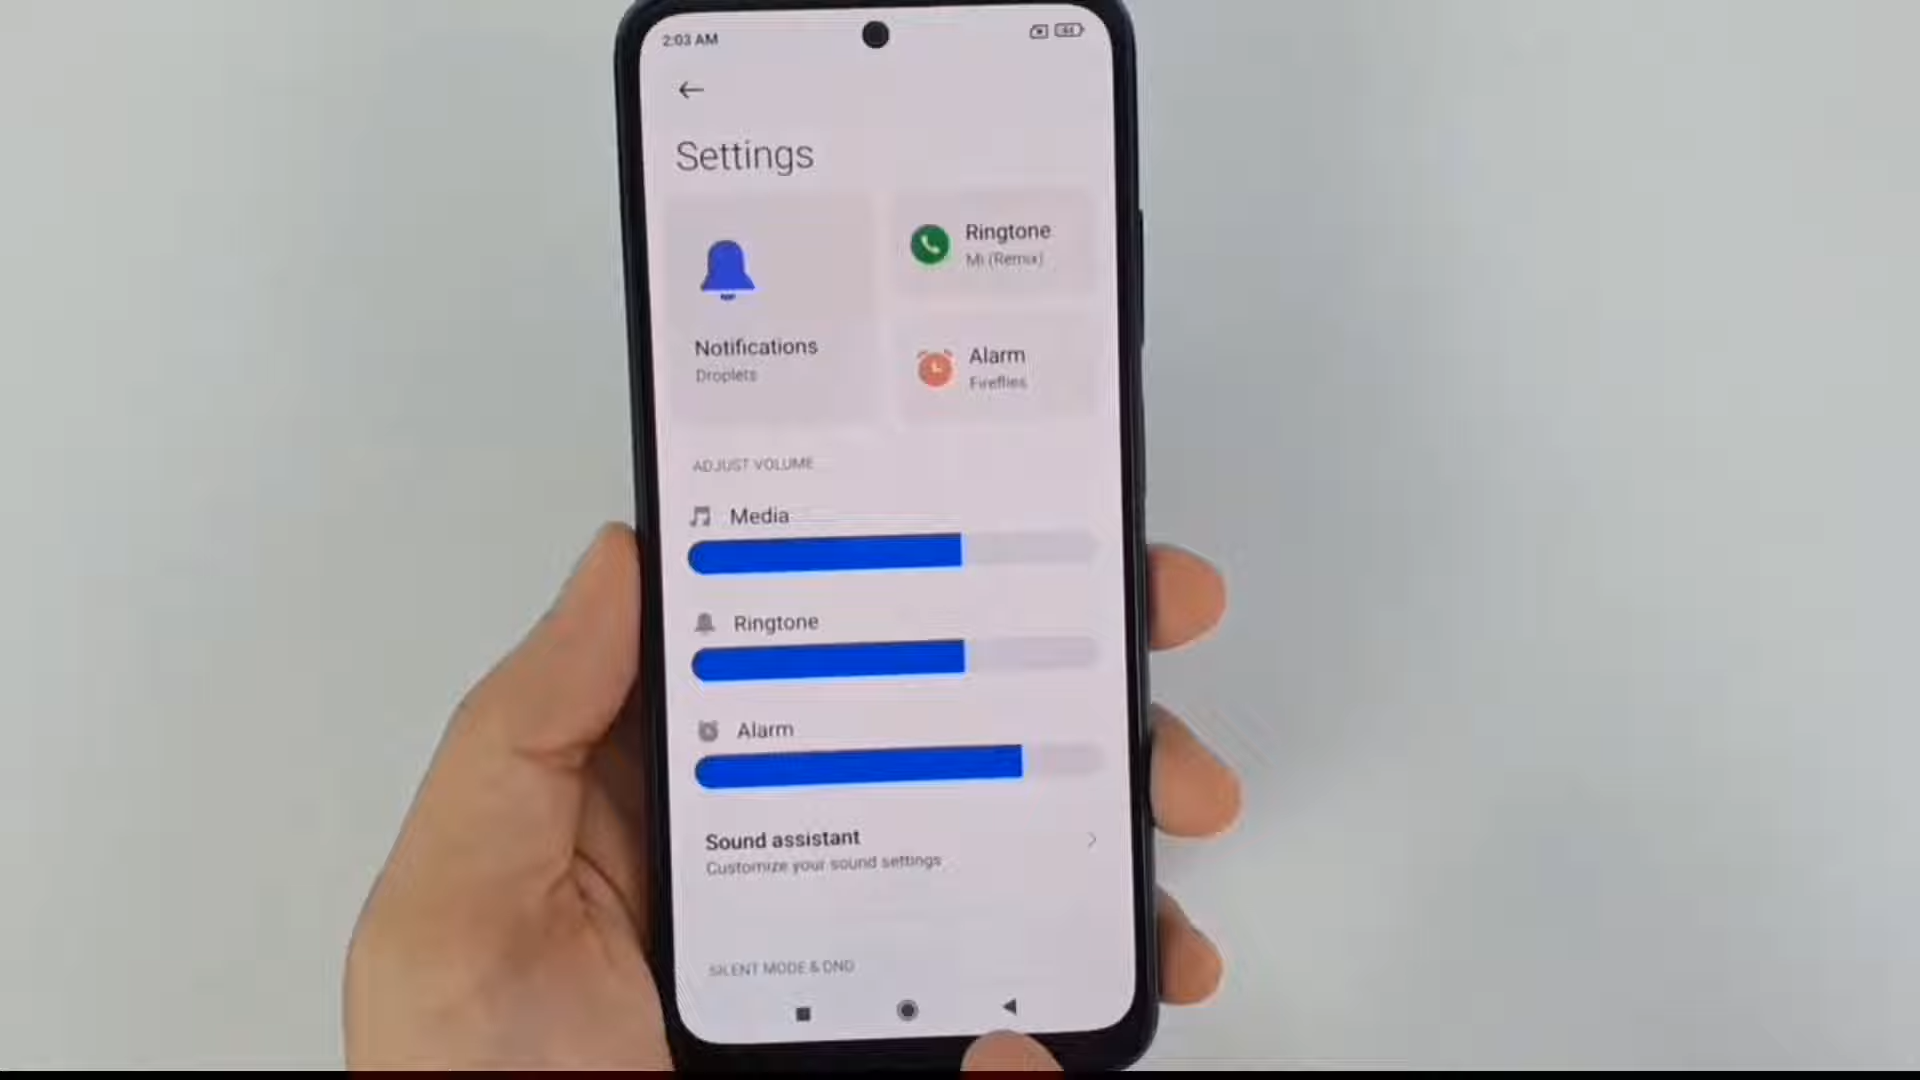 2:03 AM
Settings
Notifications
Droplets
Ringtone
Mi (Remix)
Alarm
Fireflies
ADJUST VOLUME
Media
Ringtone
Alarm
Sound assistant
Customize your sound settings
SILENT MODE & DND